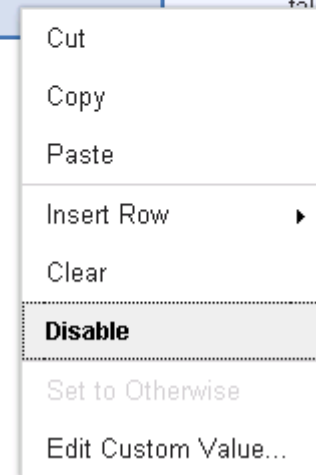 Cut
Copy
Paste
Insert Row
Clear
Disable
Set to Otherwise
Edit Custom Value...